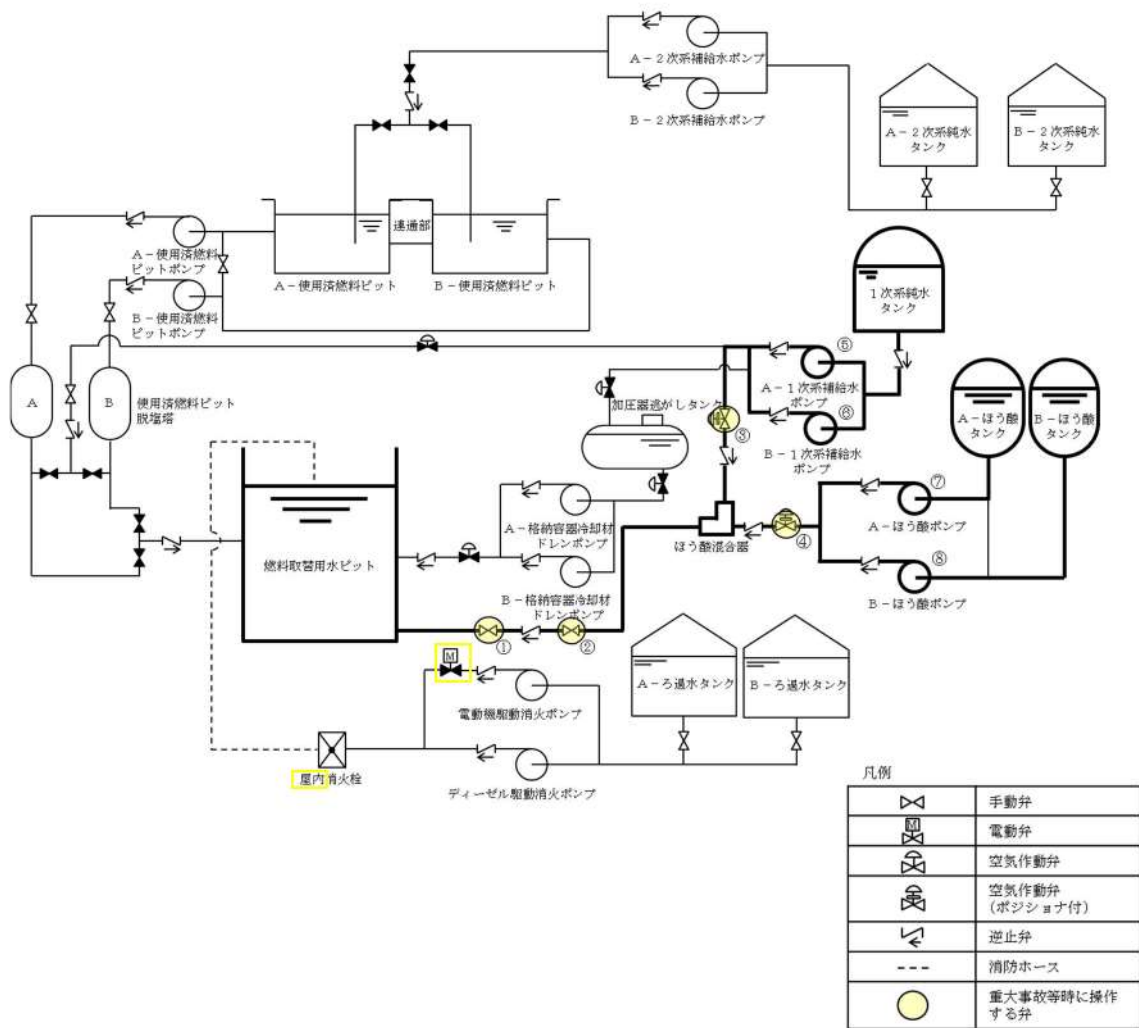 A－2次系補給水ポンプ
B－2次系補給水ポンプ
A－2次系純水
タンク
B－2次系純水
タンク
連通部
A－使用済燃料
ピットポンプ
A－使用済燃料ピット
B－使用済燃料ピット
B－使用済燃料
ピットポンプ
1次系純水
タンク
⑤
A－1次系補給水
ポンプ
⑥
B－1次系補給水
ポンプ
A
B
使用済燃料ピット
脱塩塔
加圧器逃がしタンク
③
A－ほう酸
タンク
B－ほう酸
タンク
⑦
A－ほう酸ポンプ
⑧
B－ほう酸ポンプ
ほう酸混合器
④
A－格納容器冷却材
ドレンポンプ
B－格納容器冷却材
ドレンポンプ
燃料取替用水ピット
①
②
M
電動機駆動消火ポンプ
A－ろ過水タンク
B－ろ過水タンク
屋内消火栓
ディーゼル駆動消火ポンプ
凡例
手動弁
M
電動弁
空気作動弁
空気作動弁
(ポジショナ付)
逆止弁
消防ホース
重大事故等時に操作
する弁